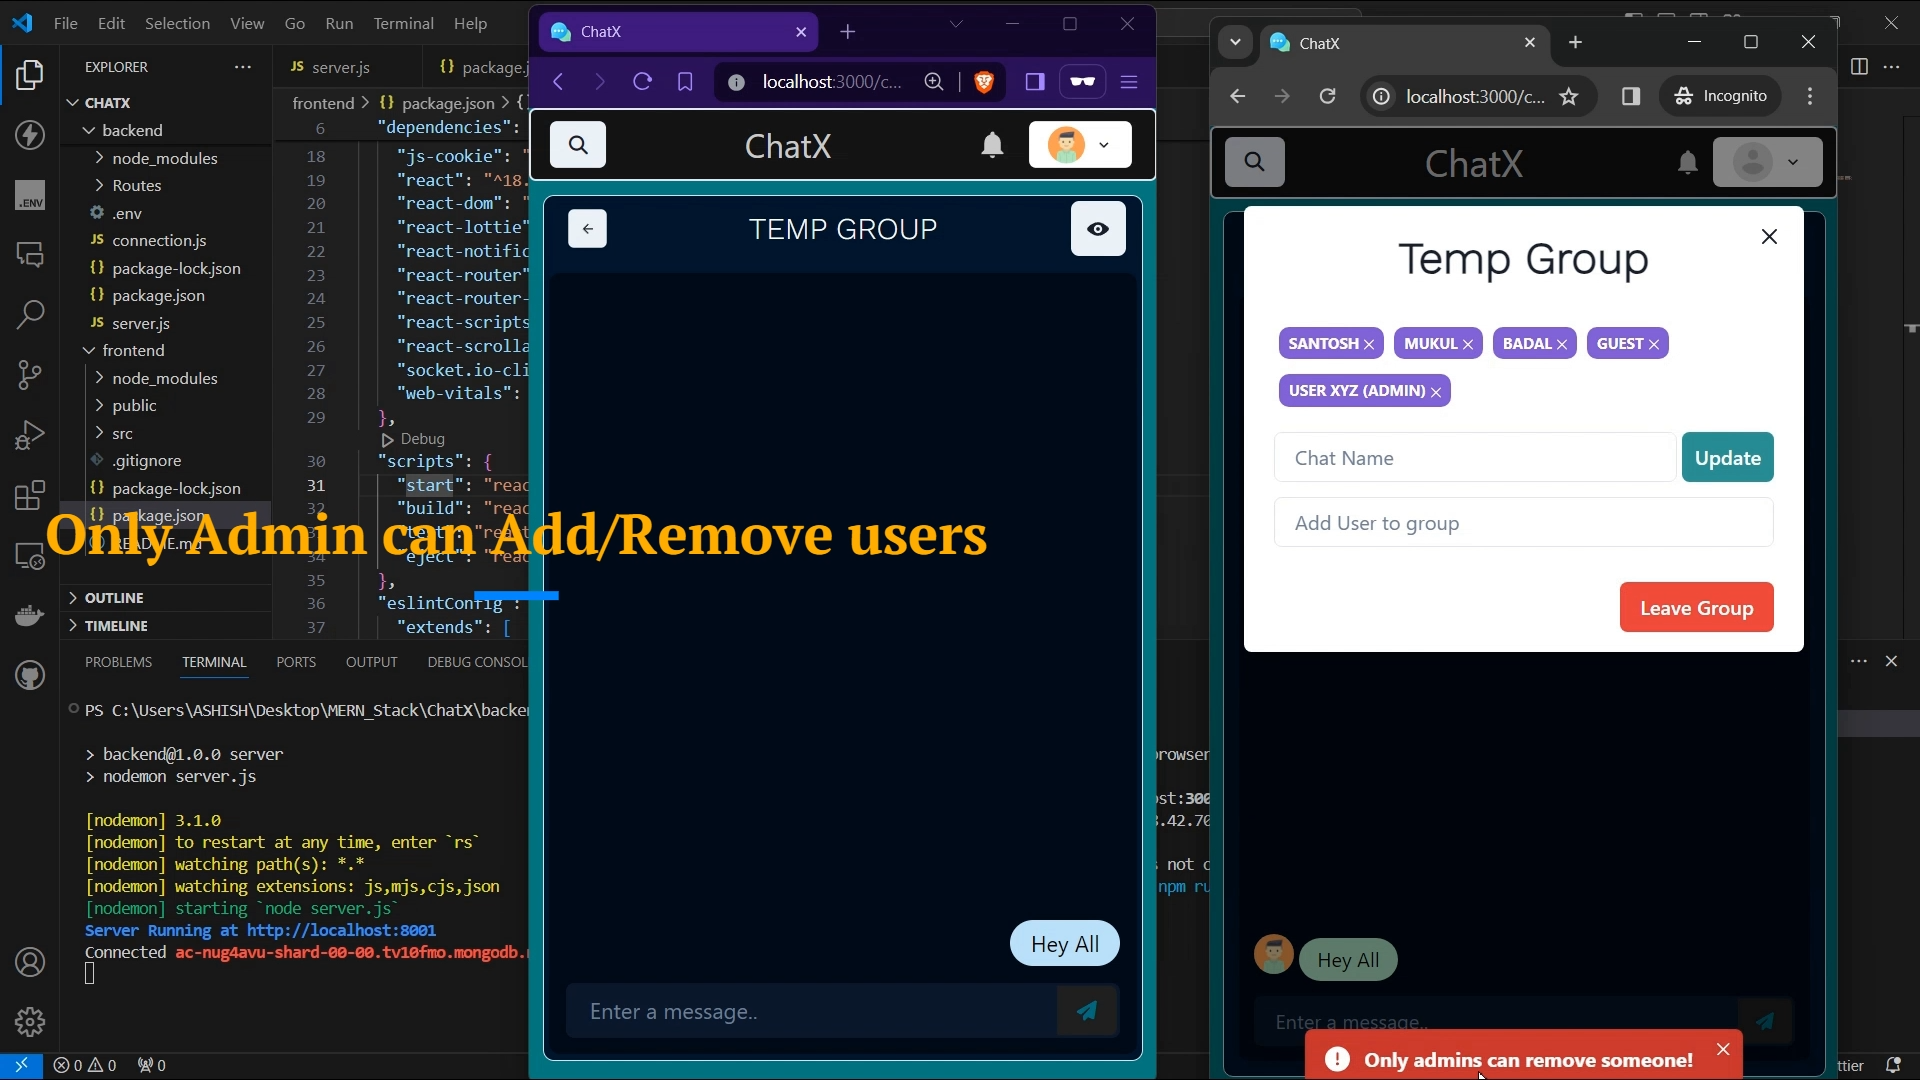 File Edit Selection View Go Run Terminal Help
EXPLORER
CHATX
backend
node_modules
Routes
.env
connection.js
package-lock.json
package.json
server.js
frontend
node_modules
public
src
.gitignore
package-lock.json
package.json
OUTLINE
TIMELINE
JS server.js
{} package.j
frontend > {} package.json > {
6 "dependencies":
18 "js-cookie": "
19 "react": "^18.
20 "react-dom": "
21 "react-lottie"
22 "react-notific
23 "react-router"
24 "react-router-
25 "react-scripts
26 "react-scrolla
27 "socket.io-cli
28 "web-vitals":
29 },
Debug
30 "scripts": {
31 "start": "reac
32 "build": "reac
34 "eject": "reac
35 },
36 "eslintConfig":
37 "extends": [
Only Admin can Add/Remove users
PROBLEMS TERMINAL PORTS OUTPUT DEBUG CONSOL
PS C:\Users\ASHISH\Desktop\MERN_Stack\ChatX\backen
> backend@1.0.0 server
> nodemon server.js
[nodemon] 3.1.0
[nodemon] to restart at any time, enter `rs`
[nodemon] watching path(s): *.*
[nodemon] watching extensions: js,mjs,cjs,json
[nodemon] starting `node server.js`
Server Running at http://localhost:8001
Connected ac-nug4avu-shard-00-00.tv10fmo.mongodb.
0 0 0
ChatX
localhost:3000/c...
ChatX
TEMP GROUP
Hey All
Enter a message..
rowser
ost:300
.42.70
not c
npm ru
ChatX
localhost:3000/c...
Incognito
ChatX
Temp Group
SANTOSH MUKUL BADAL GUEST
USER XYZ (ADMIN)
Chat Name
Update
Add User to group
Leave Group
Hey All
Enter a message..
Only admins can remove someone!
ttier